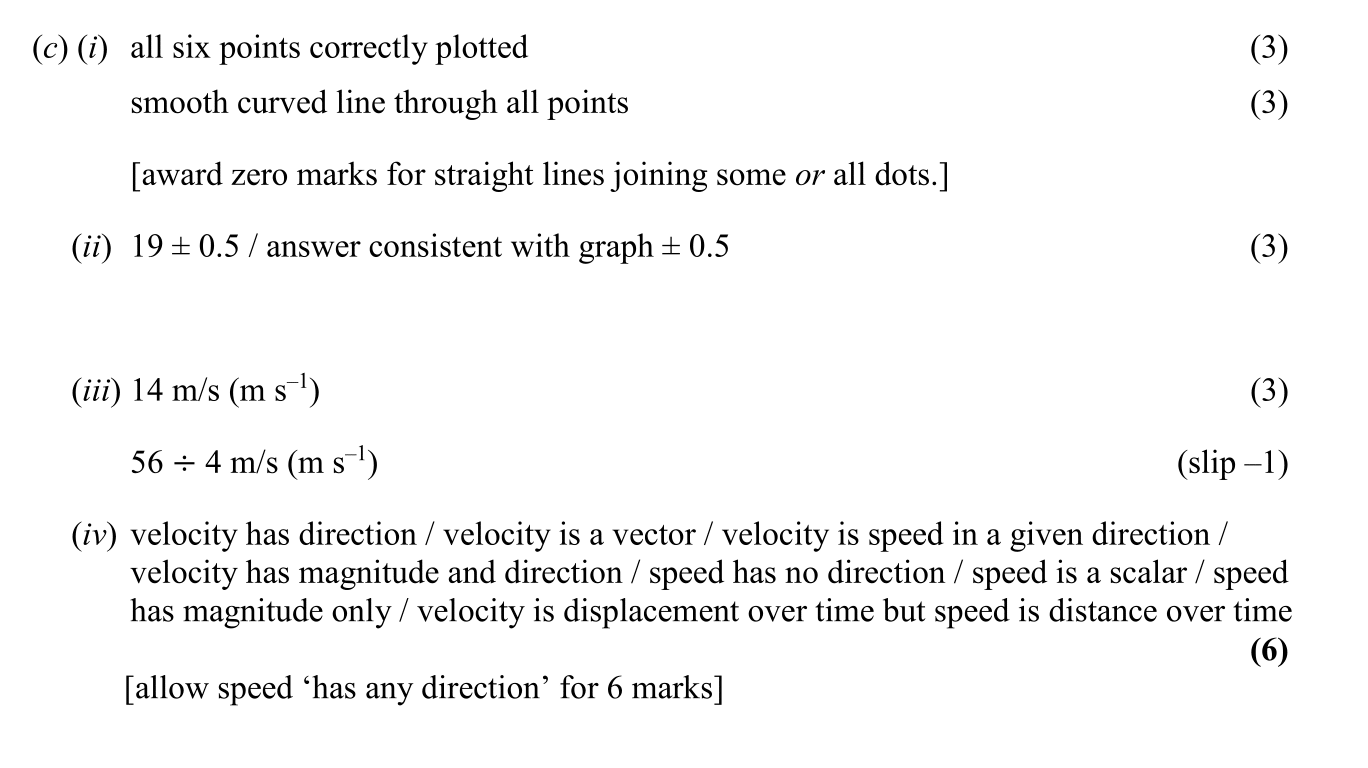 (c) (i) all six points correctly plotted (3)
smooth curved line through all points (3)
[award zero marks for straight lines joining some or all dots.]
(ii) 19 ± 0.5 / answer consistent with graph ± 0.5 (3)
(iii) 14 m/s (m s⁻¹) (3)
56 ÷ 4 m/s (m s⁻¹) (slip –1)
(iv) velocity has direction / velocity is a vector / velocity is speed in a given direction /
velocity has magnitude and direction / speed has no direction / speed is a scalar / speed
has magnitude only / velocity is displacement over time but speed is distance over time
(6)
[allow speed ‘has any direction’ for 6 marks]